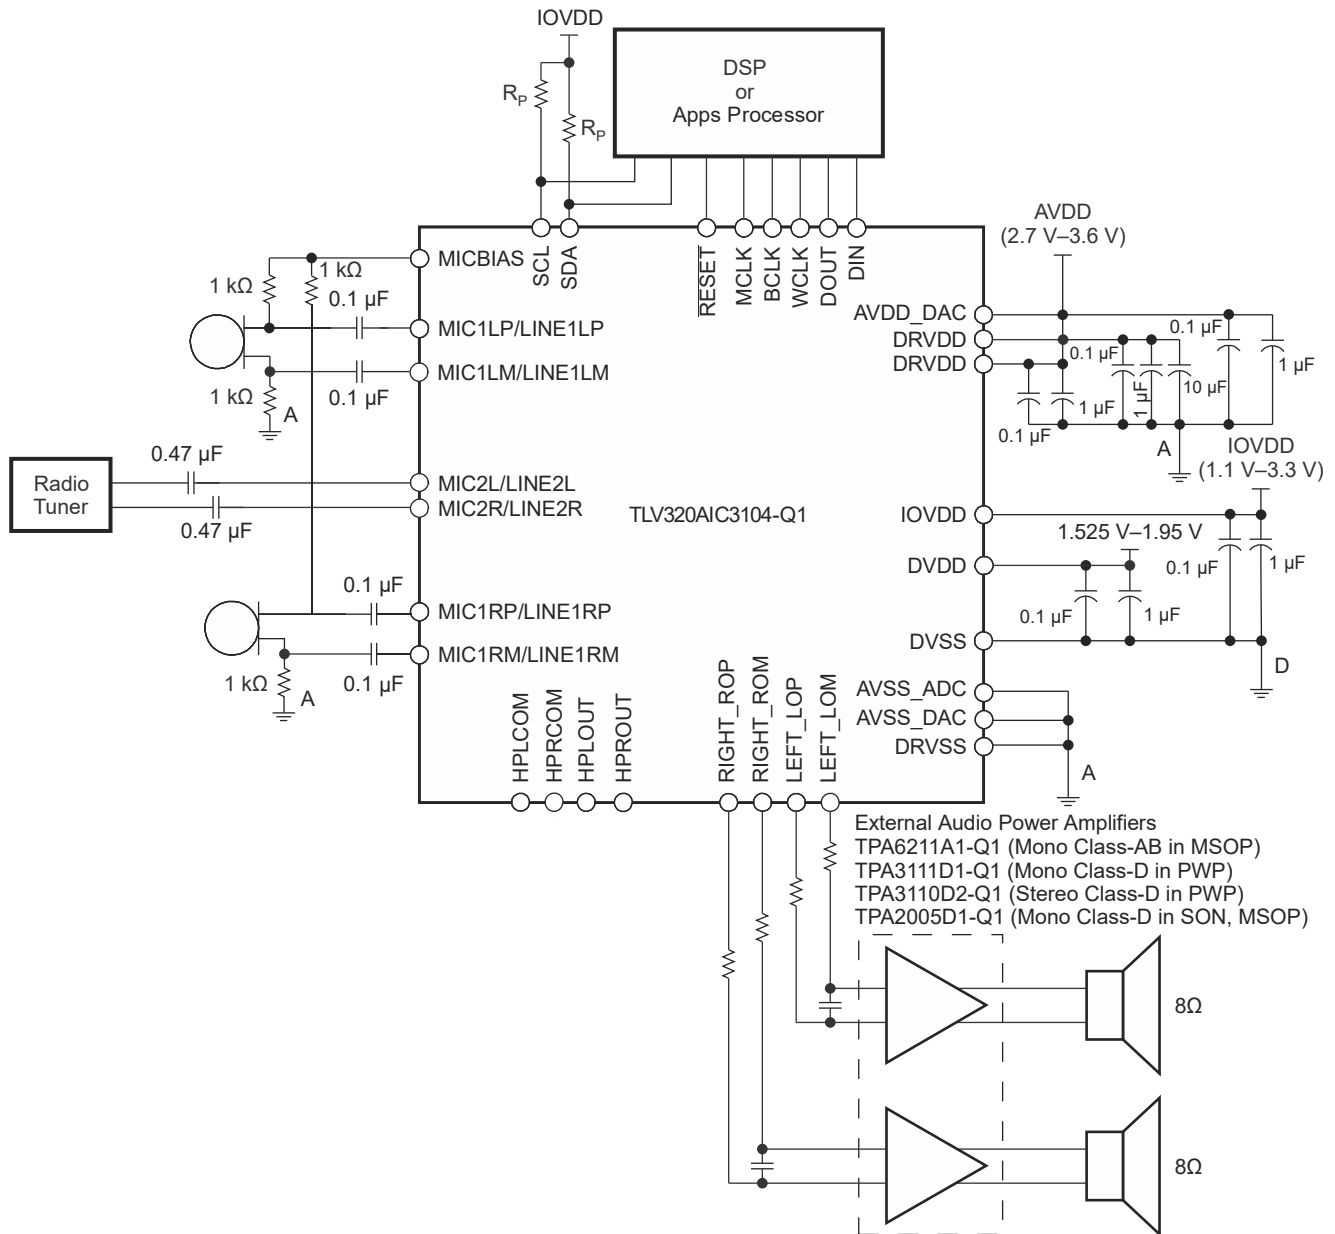 IOVDD
DSP
or
Apps Processor
R_P
R_P
AVDD
(2.7 V–3.6 V)
MICBIAS
SCL
SDA
RESET
MCLK
BCLK
WCLK
DOUT
DIN
1 kΩ
1 kΩ
0.1 µF
MIC1LP/LINE1LP
MIC1LM/LINE1LM
1 kΩ
A
0.1 µF
AVDD_DAC
DRVDD
DRVDD
0.1 µF
0.1 µF
1 µF
1 µF
10 µF
1 µF
0.1 µF
A
IOVDD
(1.1 V–3.3 V)
Radio
Tuner
0.47 µF
0.47 µF
MIC2L/LINE2L
MIC2R/LINE2R
TLV320AIC3104-Q1
IOVDD
1.525 V–1.95 V
DVDD
0.1 µF
1 µF
0.1 µF
1 µF
0.1 µF
MIC1RP/LINE1RP
MIC1RM/LINE1RM
1 kΩ
A
0.1 µF
DVSS
D
AVSS_ADC
AVSS_DAC
DRVSS
A
HPLCOM
HPRCOM
HPLOUT
HPROUT
RIGHT_ROP
RIGHT_ROM
LEFT_LOP
LEFT_LOM
External Audio Power Amplifiers
TPA6211A1-Q1 (Mono Class-AB in MSOP)
TPA3111D1-Q1 (Mono Class-D in PWP)
TPA3110D2-Q1 (Stereo Class-D in PWP)
TPA2005D1-Q1 (Mono Class-D in SON, MSOP)
8Ω
8Ω